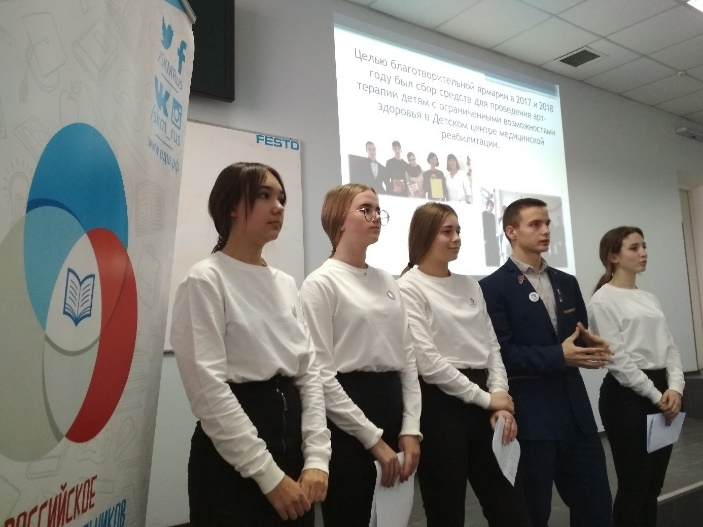 Целью благотворительной ярмарки в 2017 и 2018
году был сбор средств для проведения арт-
терапии детям с ограниченными возможностями
здоровья в Детском центре медицинской
реабилитации.
FESTO
РОССИЙСКОЕ